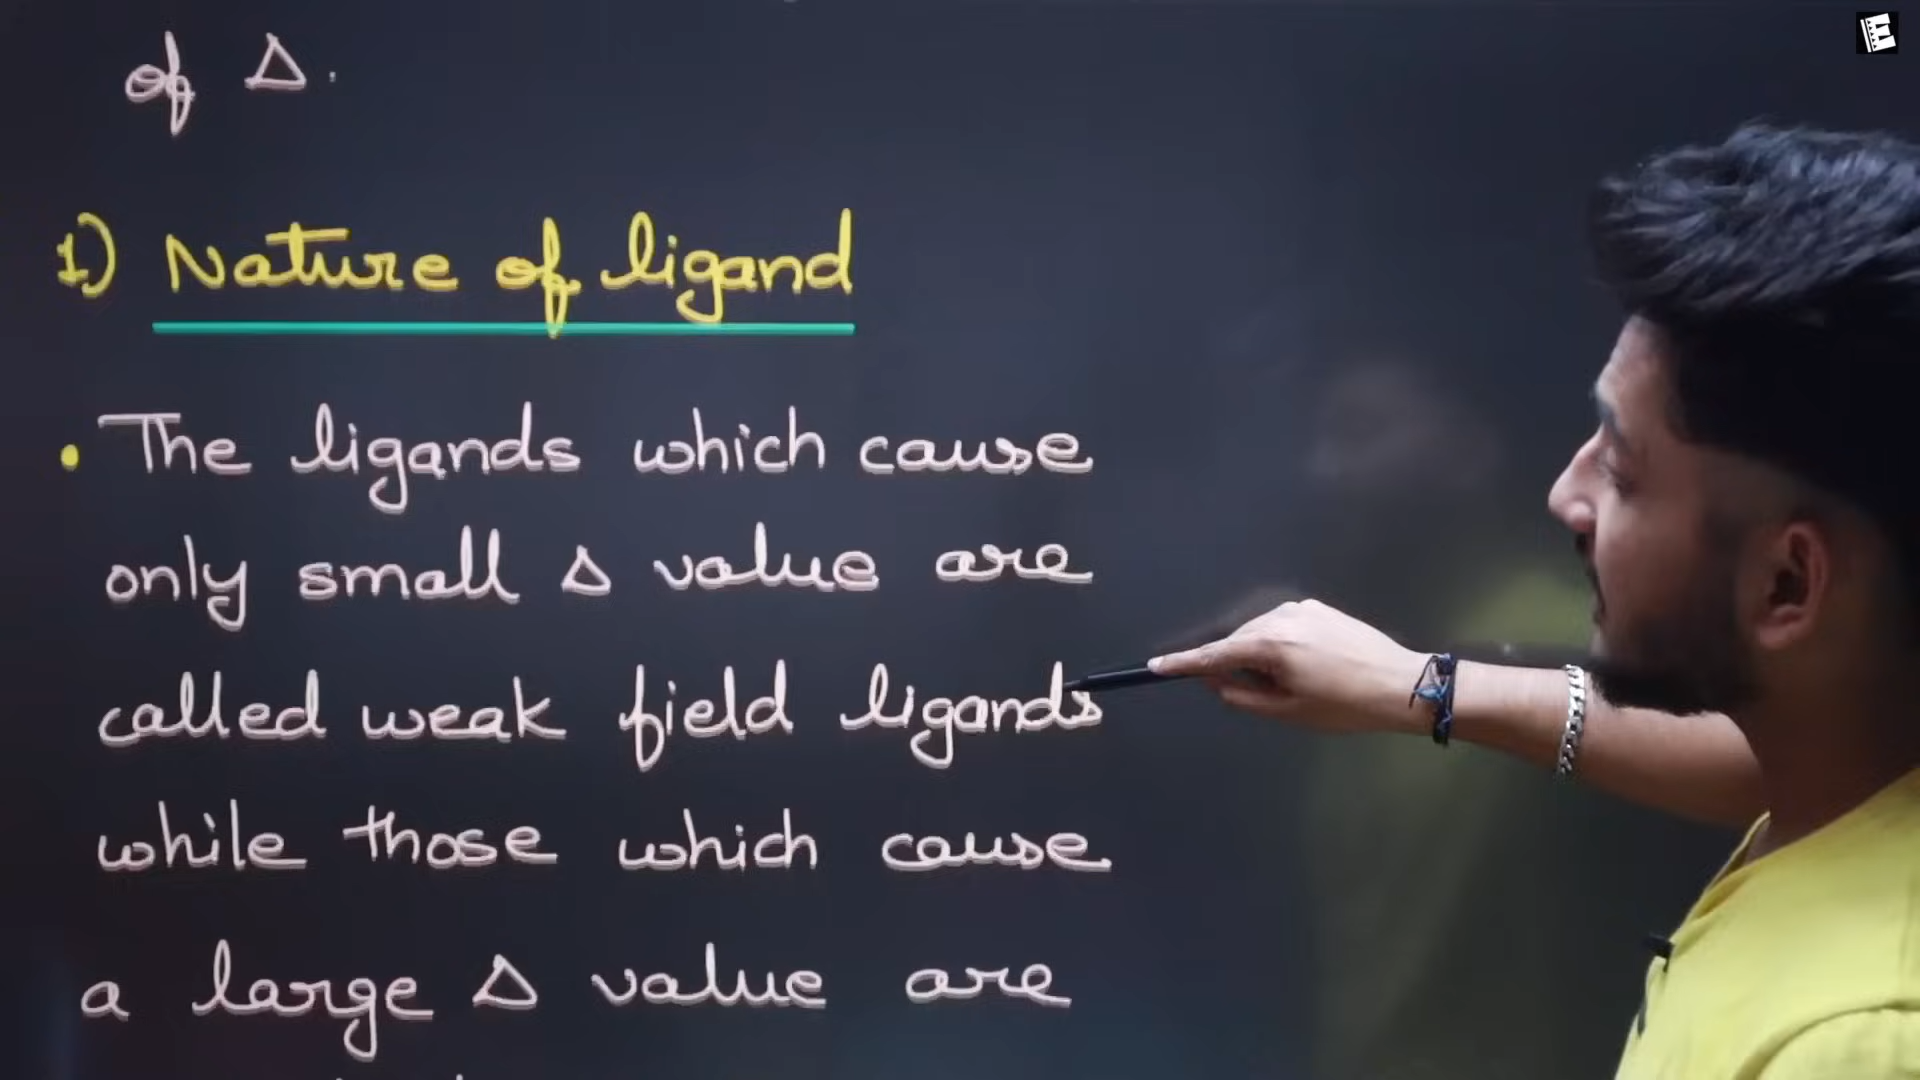 of Δ.
1) Nature of ligand
• The ligands which cause
only small Δ value are
called weak field ligands
while those which cause
a large Δ value are